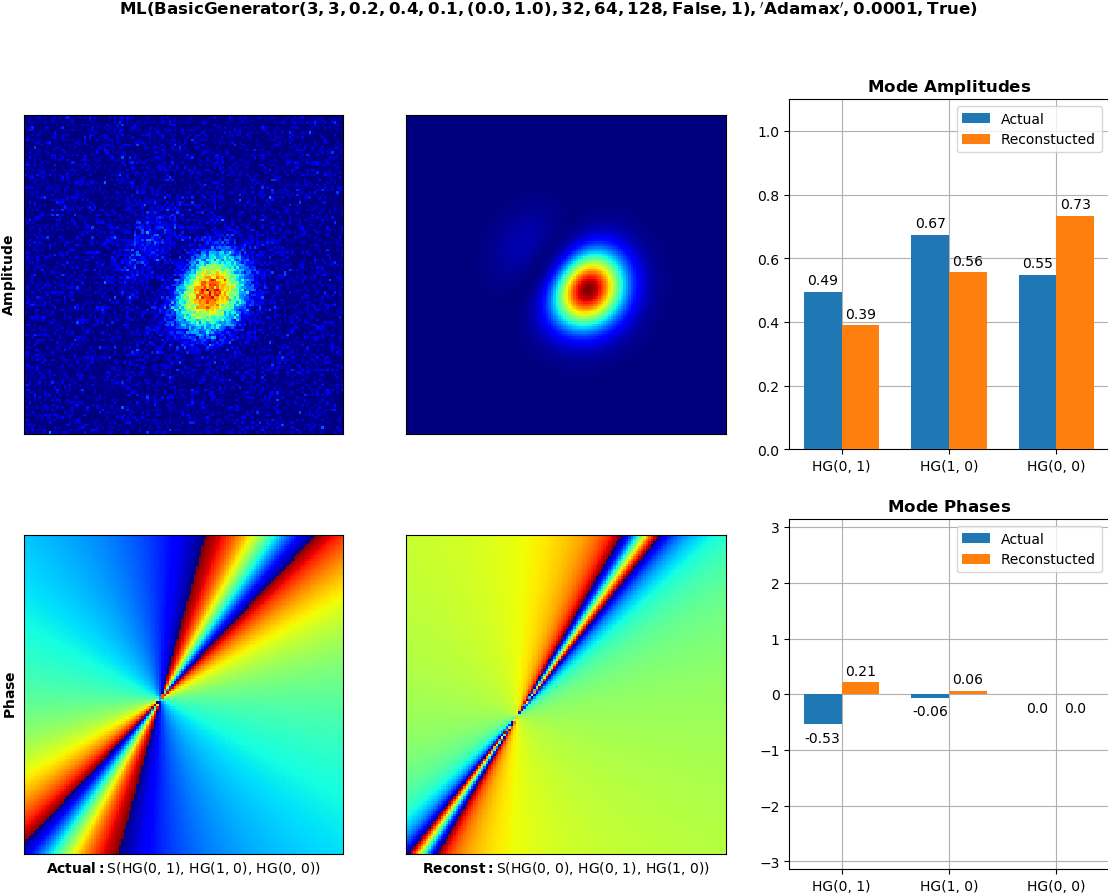 ML(BasicGenerator(3, 3, 0.2, 0.4, 0.1, (0.0, 1.0), 32, 64, 128, False, 1), ′Adamax′, 0.0001, True)
Amplitude
Mode Amplitudes
Actual
Reconstucted
1.0
0.8
0.6
0.4
0.2
0.0
0.49
0.39
0.67
0.56
0.55
0.73
HG(0, 1)
HG(1, 0)
HG(0, 0)
Phase
Actual: S(HG(0, 1), HG(1, 0), HG(0, 0))
Reconst: S(HG(0, 0), HG(0, 1), HG(1, 0))
Mode Phases
Actual
Reconstucted
3
2
1
0
−1
−2
−3
-0.53
0.21
-0.06
0.06
0.0
0.0
HG(0, 1)
HG(1, 0)
HG(0, 0)